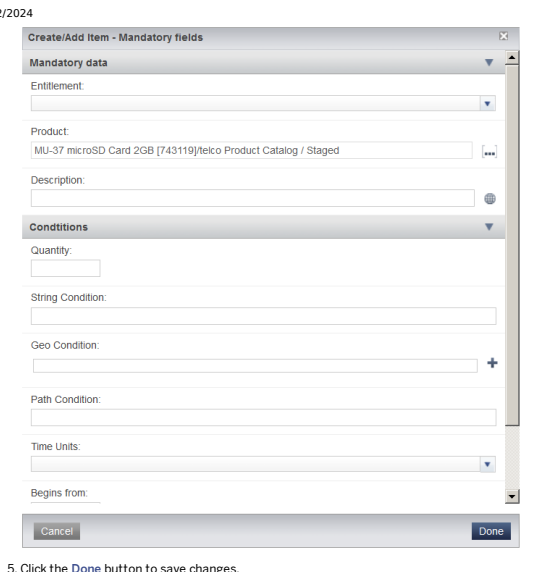 2/2024
Create/Add Item - Mandatory fields
Mandatory data
Entitlement:
Product:
MU-37 microSD Card 2GB [743119]/telco Product Catalog / Staged
Description:
Condtitions
Quantity:
String Condition:
Geo Condition:
Path Condition:
Time Units:
Begins from:
Cancel Done
5. Click the Done button to save changes.